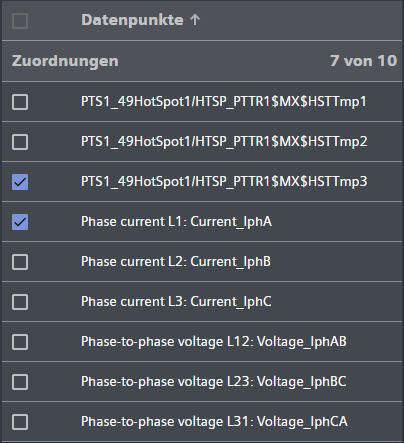 Datenpunkte ↑
Zuordnungen 7 von 10
PTS1_49HotSpot1/HTSP_PTTR1$MX$HSTTmp1
PTS1_49HotSpot1/HTSP_PTTR1$MX$HSTTmp2
PTS1_49HotSpot1/HTSP_PTTR1$MX$HSTTmp3
Phase current L1: Current_IphA
Phase current L2: Current_IphB
Phase current L3: Current_IphC
Phase-to-phase voltage L12: Voltage_IphAB
Phase-to-phase voltage L23: Voltage_IphBC
Phase-to-phase voltage L31: Voltage_IphCA